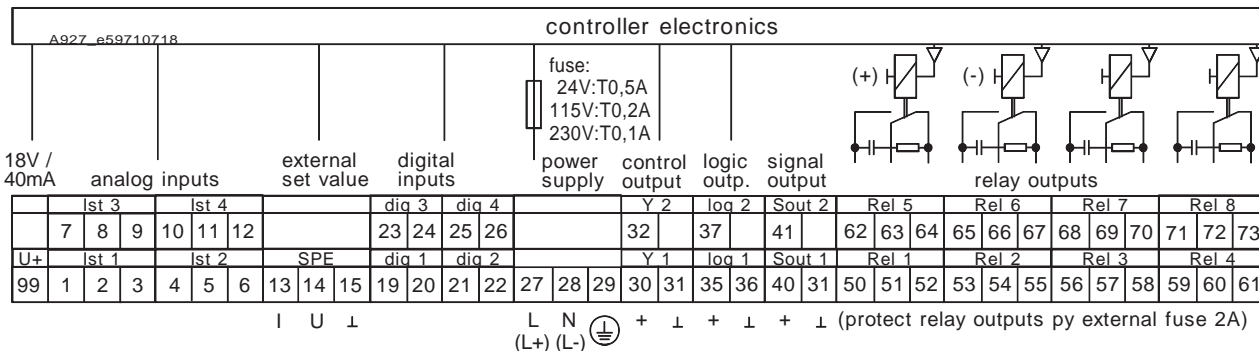 controller electronics
A927_e59710718
fuse:
24V:T0,5A
115V:T0,2A
230V:T0,1A
(+) (-)
18V / 40mA
analog inputs
external set value
digital inputs
power supply
control output
logic outp.
signal output
relay outputs
Ist 3 Ist 4 dig 3 dig 4 Y 2 log 2 Sout 2 Rel 5 Rel 6 Rel 7 Rel 8
7 8 9 10 11 12 23 24 25 26 32 37 41 62 63 64 65 66 67 68 69 70 71 72 73
U+ Ist 1 Ist 2 SPE dig 1 dig 2 Y 1 log 1 Sout 1 Rel 1 Rel 2 Rel 3 Rel 4
99 1 2 3 4 5 6 13 14 15 19 20 21 22 27 28 29 30 31 35 36 40 31 50 51 52 53 54 55 56 57 58 59 60 61
I U ⊥ L N + ⊥ + ⊥ + ⊥ (protect relay outputs py external fuse 2A)
(L+) (L-)